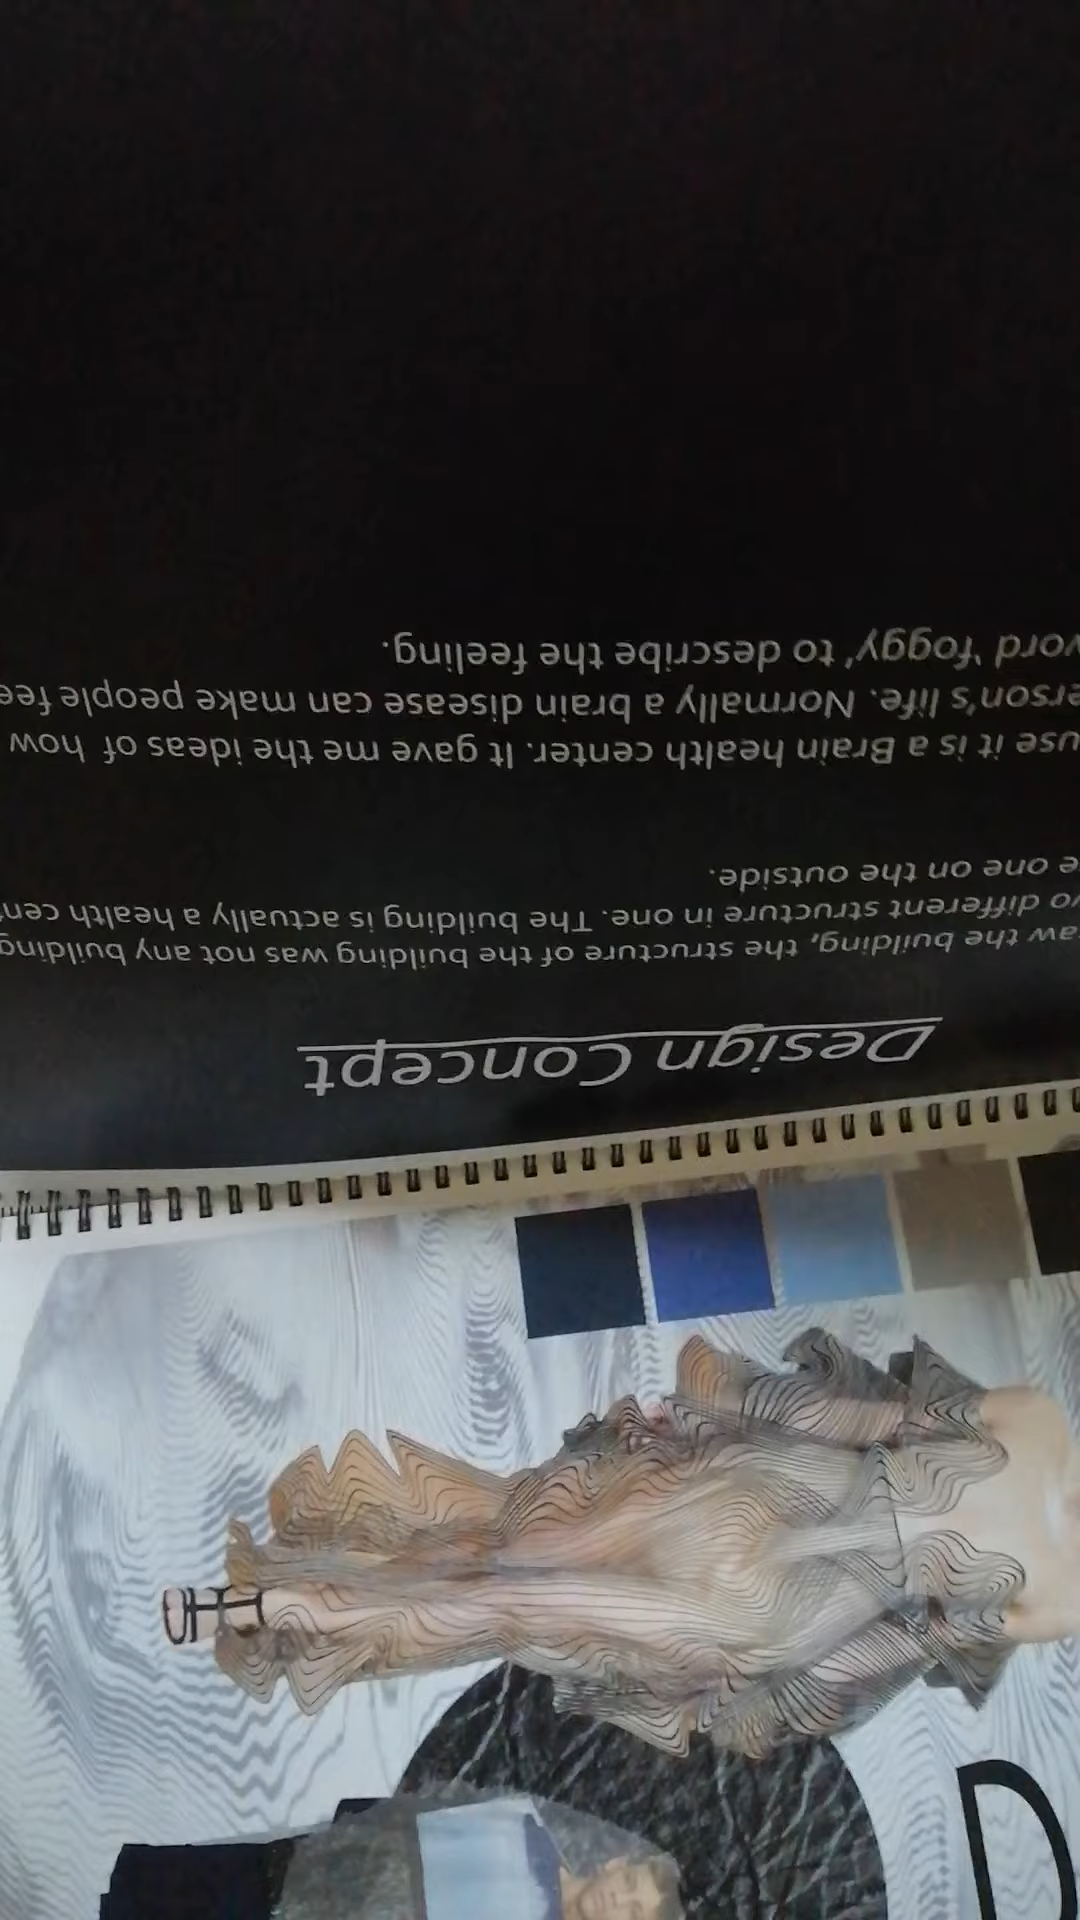 Design Concept
aw the building, the structure of the building was not any building
different structure in one. The building is actually a health cen
one on the outside.
use it is a Brain health center. It gave me the ideas of how
erson's life. Normally a brain disease can make people fee
word 'foggy' to describe the feeling.
D